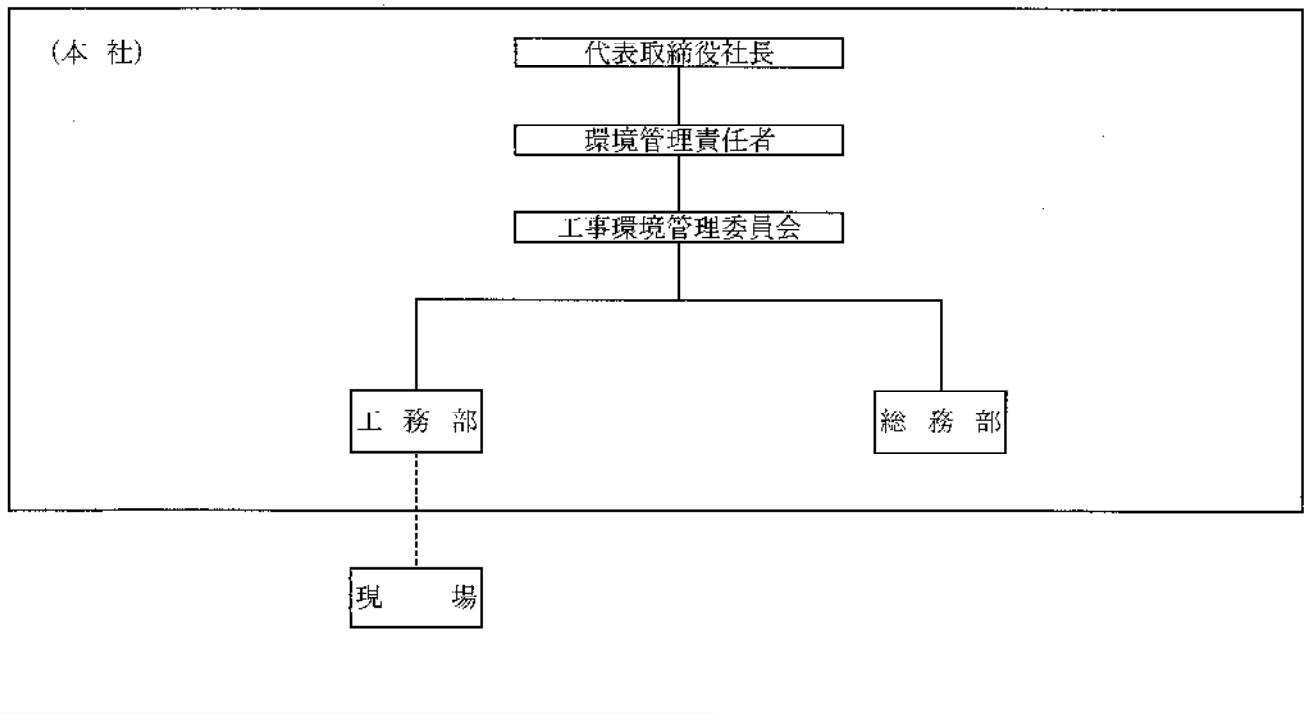 (本 社)
代表取締役社長
環境管理責任者
工事環境管理委員会
工 務 部
総 務 部
現 場